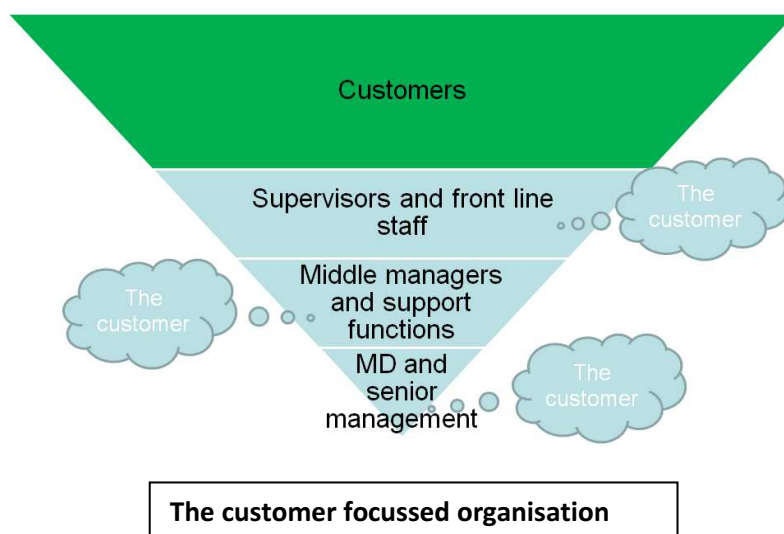 Customers
Supervisors and front line
staff
The
customer
Middle managers
and support
functions
The
customer
MD and
senior
management
The
customer
The customer focussed organisation